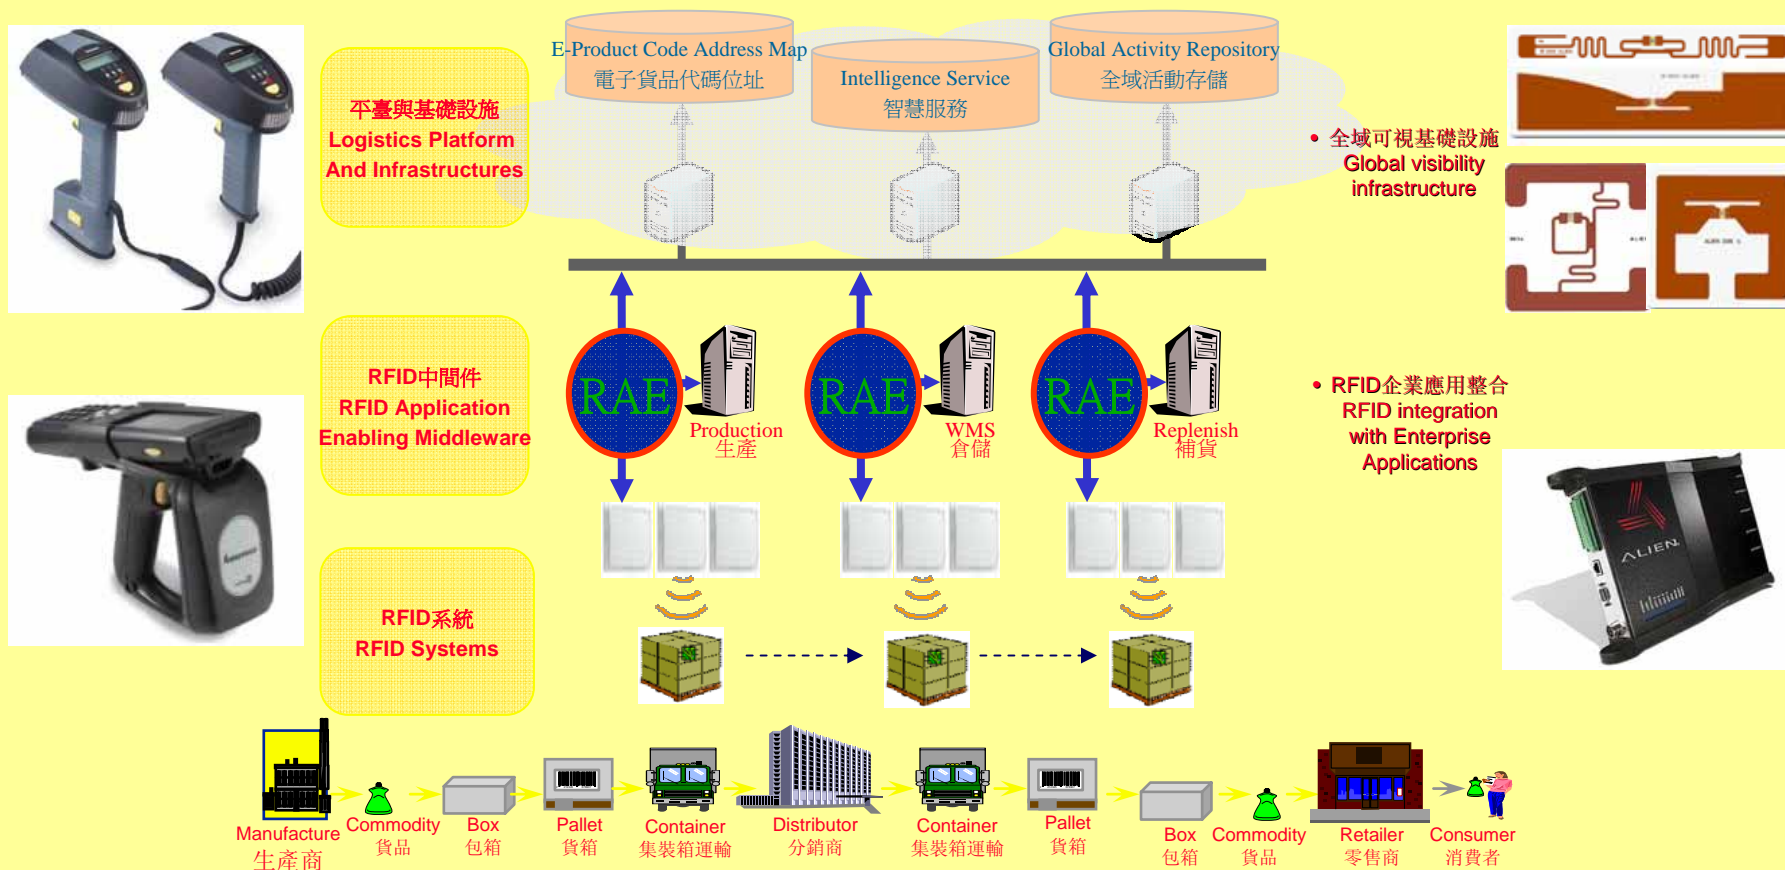 E-Product Code Address Map
電子貨品代碼位址
Intelligence Service
智慧服務
Global Activity Repository
全域活動存儲
平臺與基礎設施
Logistics Platform
And Infrastructures
• 全域可視基礎設施
Global visibility
infrastructure
RFID中間件
RFID Application
Enabling Middleware
RAE
Production
生產
RAE
WMS
倉儲
RAE
Replenish
補貨
• RFID企業應用整合
RFID integration
with Enterprise
Applications
ALIEN
RFID系統
RFID Systems
Manufacture
生產商
Commodity
貨品
Box
包箱
Pallet
貨箱
Container
集裝箱運輸
Distributor
分銷商
Container
集裝箱運輸
Pallet
貨箱
Box
包箱
Commodity
貨品
Retailer
零售商
Consumer
消費者